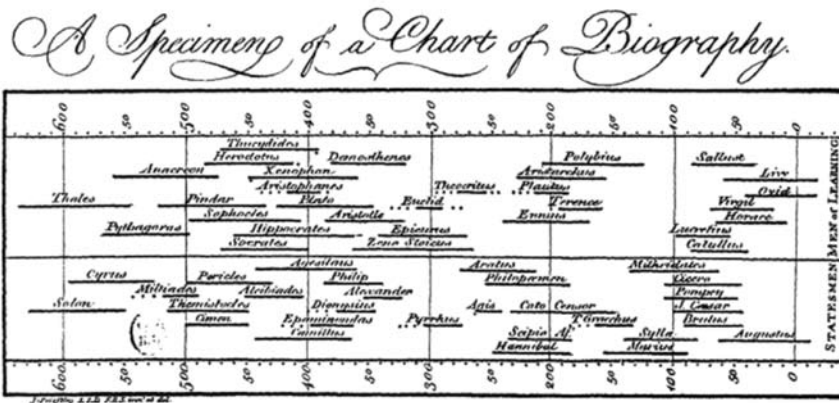 A Specimen of a Chart of Biography.
600 50 500 50 400 50 300 50 200 50 100 50 0
Thucydides
Herodotus Demosthenes Polybius Sallust
Anacreon Xenophon Aristarchus Livy
Aristophanes Theocritus Plautus Ovid
Thales Pindar Plato Euclid Terence Virgil
Sophocles Aristotle Ennius Horace
Pythagoras Hippocrates Epicurus Lucretius
Socrates Zeno Stoicus Catullus
MEN of LEARNING
Agesilaus Aratus Mithridates
Cyrus Pericles Philip Philopœmen Cicero
Miltiades Alcibiades Alexander Pompey
Solon Themistocles Dionysius Agis Cato Censor J. Cæsar
Cimon Epaminondas Pyrrhus T. Gracchus Brutus
Camillus Scipio Af. Sylla Augustus
Hannibal Marius
STATESMEN
600 50 500 50 400 50 300 50 200 50 100 50 0